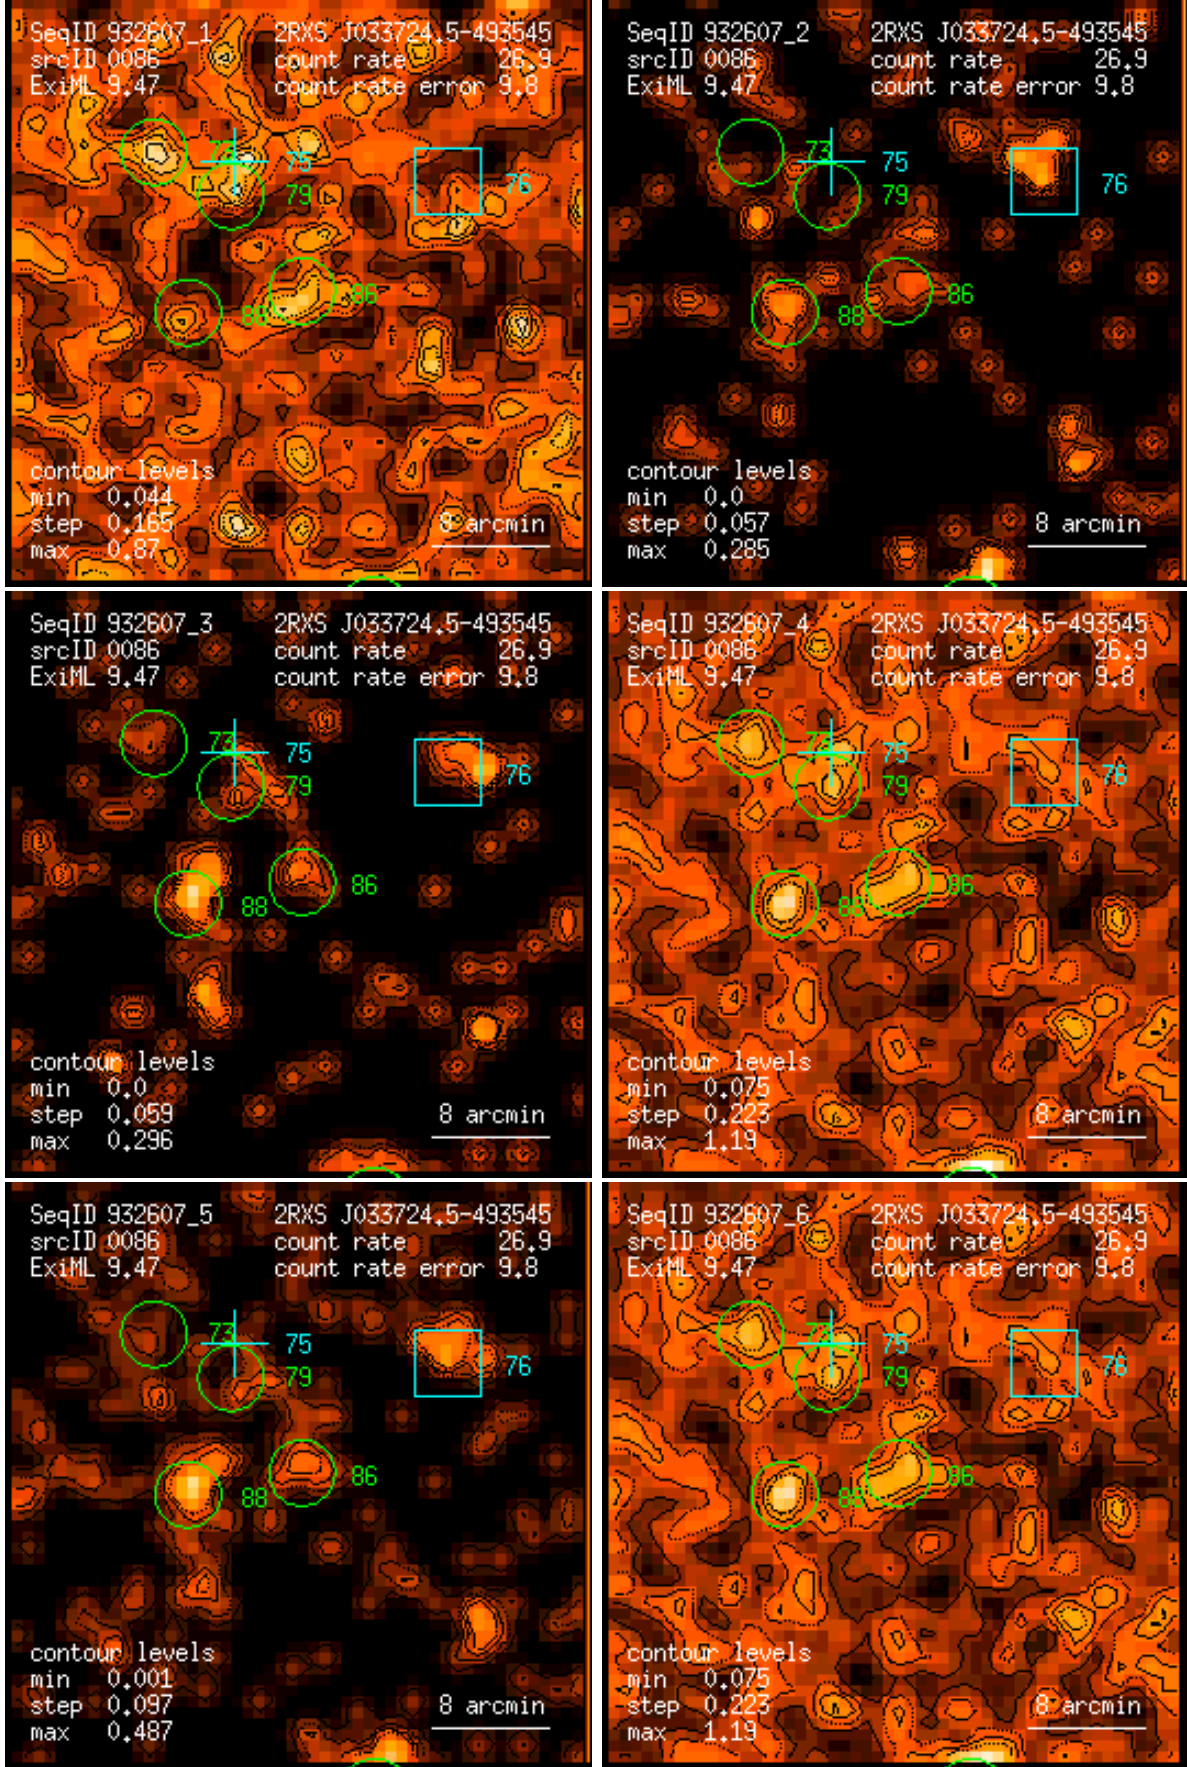 SeqID 932607_1 2RXS J033724.5-493545
srcID 0086 count rate 26.9
ExiML 9.47 count rate error 9.8
73
75
76
79
86
88
contour levels
min 0.044
step 0.165
max 0.87
8 arcmin
SeqID 932607_2 2RXS J033724.5-493545
srcID 0086 count rate 26.9
ExiML 9.47 count rate error 9.8
73
75
76
79
86
88
contour levels
min 0.0
step 0.057
max 0.285
8 arcmin
SeqID 932607_3 2RXS J033724.5-493545
srcID 0086 count rate 26.9
ExiML 9.47 count rate error 9.8
73
75
76
79
86
88
contour levels
min 0.0
step 0.059
max 0.296
8 arcmin
SeqID 932607_4 2RXS J033724.5-493545
srcID 0086 count rate 26.9
ExiML 9.47 count rate error 9.8
73
75
76
79
86
88
contour levels
min 0.075
step 0.223
max 1.19
8 arcmin
SeqID 932607_5 2RXS J033724.5-493545
srcID 0086 count rate 26.9
ExiML 9.47 count rate error 9.8
73
75
76
79
86
88
contour levels
min 0.001
step 0.097
max 0.487
8 arcmin
SeqID 932607_6 2RXS J033724.5-493545
srcID 0086 count rate 26.9
ExiML 9.47 count rate error 9.8
73
75
76
79
86
88
contour levels
min 0.075
step 0.223
max 1.19
8 arcmin